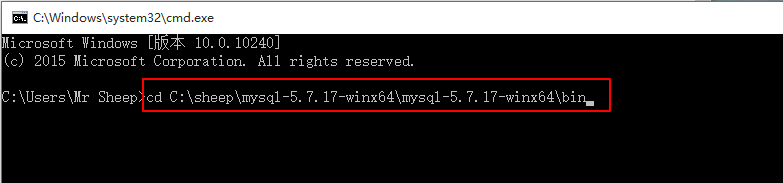 C:\Windows\system32\cmd.exe
Microsoft Windows [版本 10.0.10240]
(c) 2015 Microsoft Corporation. All rights reserved.
C:\Users\Mr Sheep>cd C:\sheep\mysql-5.7.17-winx64\mysql-5.7.17-winx64\bin